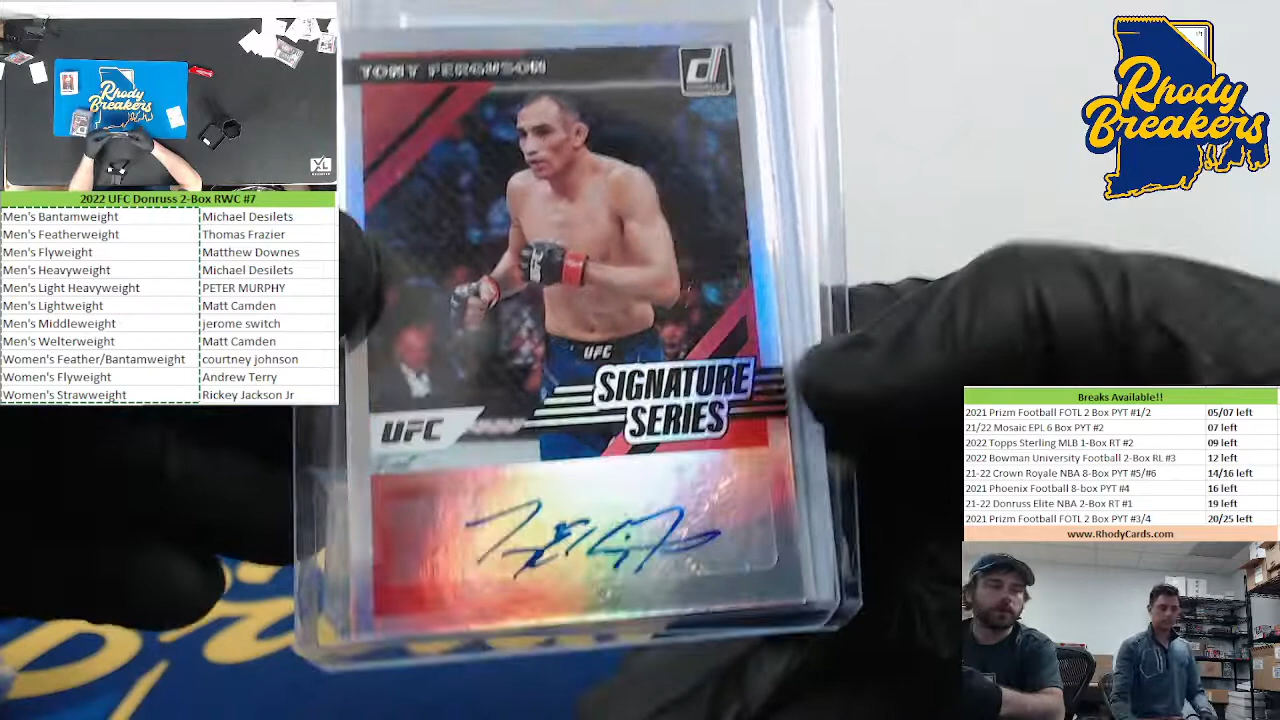 Rhody
Breakers
XL
2022 UFC Donruss 2-Box RWC #7
Men's Bantamweight Michael Desilets
Men's Featherweight Thomas Frazier
Men's Flyweight Matthew Downes
Men's Heavyweight Michael Desilets
Men's Light Heavyweight PETER MURPHY
Men's Lightweight Matt Camden
Men's Middleweight jerome switch
Men's Welterweight Matt Camden
Women's Feather/Bantamweight courtney johnson
Women's Flyweight Andrew Terry
Women's Strawweight Rickey Jackson Jr
TONY FERGUSON
d
DONRUSS
UFC
SIGNATURE
SERIES
UFC
Rhody
Breakers
Breaks Available!!
2021 Prizm Football FOTL 2 Box PYT #1/2 05/07 left
21/22 Mosaic EPL 6 Box PYT #2 07 left
2022 Topps Sterling MLB 1-Box RT #2 09 left
2022 Bowman University Football 2-Box RL #3 12 left
21-22 Crown Royale NBA 8-Box PYT #5/#6 14/16 left
2021 Phoenix Football 8-box PYT #4 16 left
21-22 Donruss Elite NBA 2-Box RT #1 19 left
2021 Prizm Football FOTL 2 Box PYT #3/4 20/25 left
www.RhodyCards.com